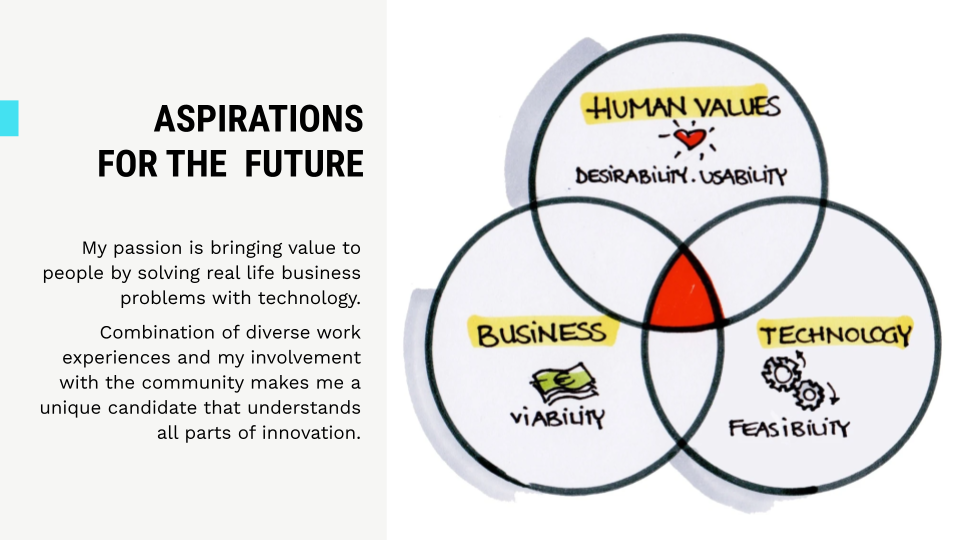 ASPIRATIONS
FOR THE FUTURE
My passion is bringing value to
people by solving real life business
problems with technology.
Combination of diverse work
experiences and my involvement
with the community makes me a
unique candidate that understands
all parts of innovation.
HUMAN VALUES
DESIRABILITY. USABILITY
BUSINESS
€
VIABILITY
TECHNOLOGY
FEASIBILITY